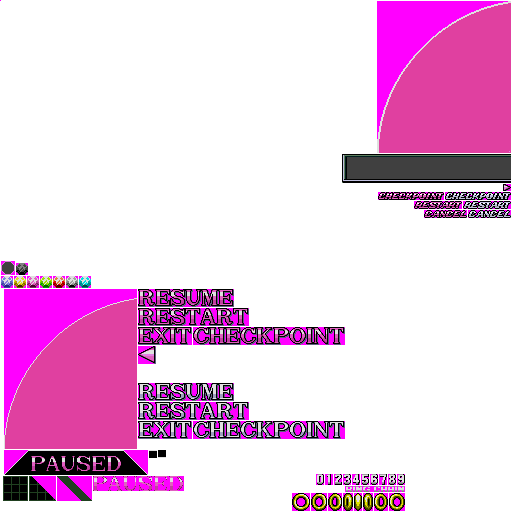 CHECKPOINT CHECKPOINT
RESTART RESTART
CANCEL CANCEL
RESUME
RESTART
EXIT CHECKPOINT
RESUME
RESTART
EXIT CHECKPOINT
PAUSED
PAUSED
0123456789